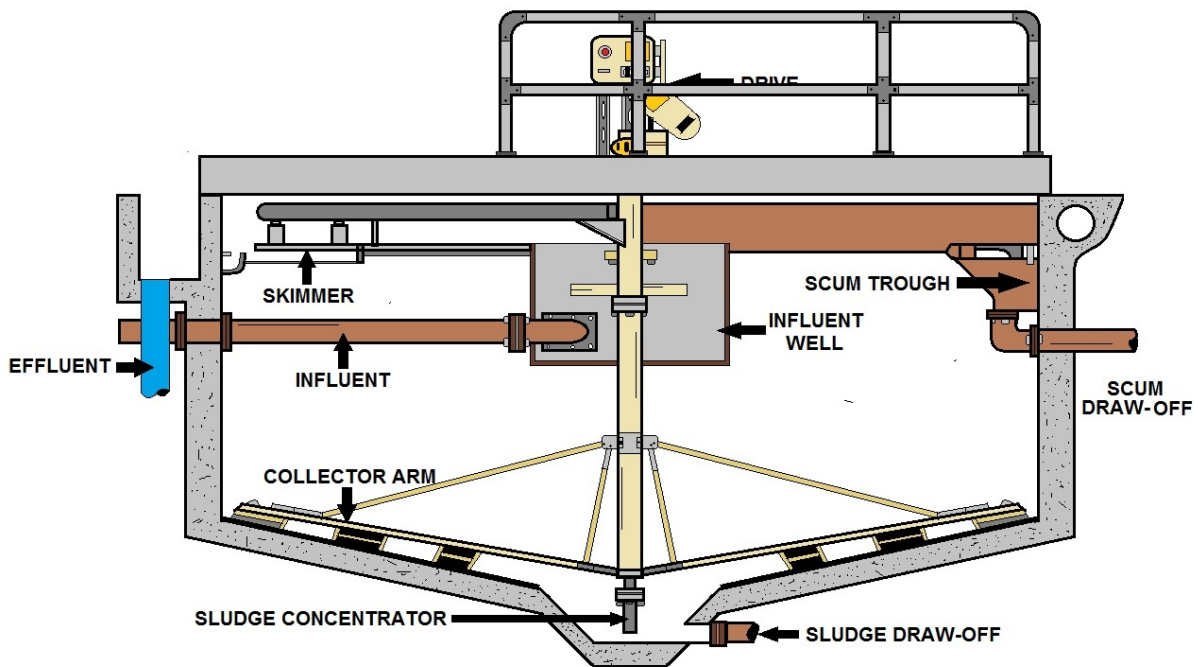 DRIVE
SKIMMER
SCUM TROUGH
INFLUENT
WELL
EFFLUENT
INFLUENT
SCUM
DRAW-OFF
COLLECTOR ARM
SLUDGE CONCENTRATOR
SLUDGE DRAW-OFF